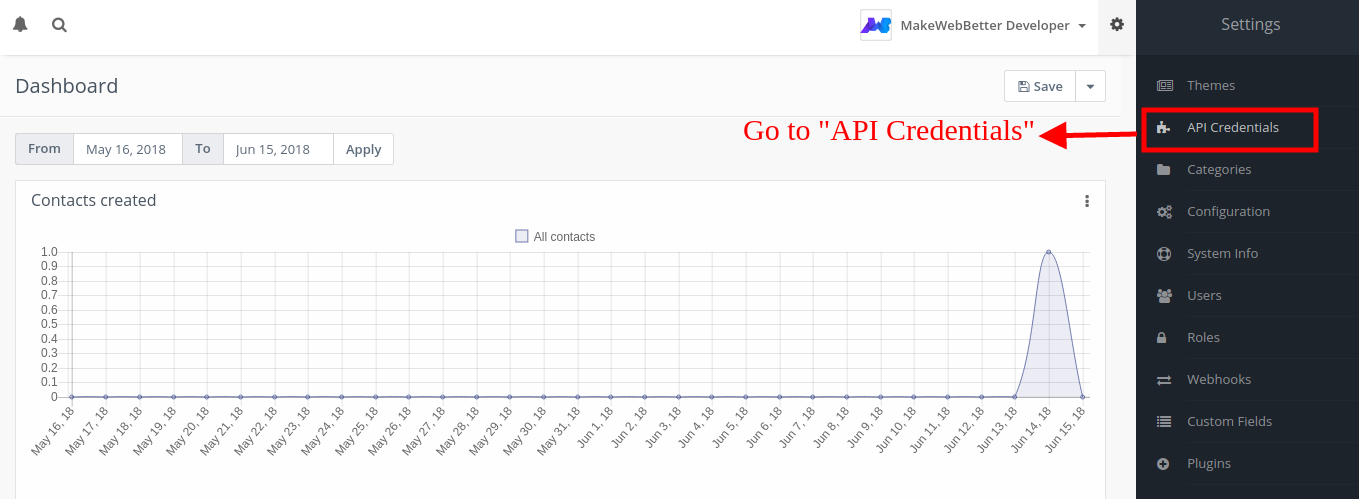 MakeWebBetter Developer
Settings
Dashboard
Save
Themes
Go to "API Credentials"
API Credentials
From May 16, 2018 To Jun 15, 2018 Apply
Categories
Contacts created
Configuration
All contacts
System Info
Users
Roles
Webhooks
Custom Fields
Plugins
1.0
0.9
0.8
0.7
0.6
0.5
0.4
0.3
0.2
0.1
0
May 16, 18
May 17, 18
May 18, 18
May 19, 18
May 20, 18
May 21, 18
May 22, 18
May 23, 18
May 24, 18
May 25, 18
May 26, 18
May 27, 18
May 28, 18
May 29, 18
May 30, 18
May 31, 18
Jun 1, 18
Jun 2, 18
Jun 3, 18
Jun 4, 18
Jun 5, 18
Jun 6, 18
Jun 7, 18
Jun 8, 18
Jun 9, 18
Jun 10, 18
Jun 11, 18
Jun 12, 18
Jun 13, 18
Jun 14, 18
Jun 15, 18